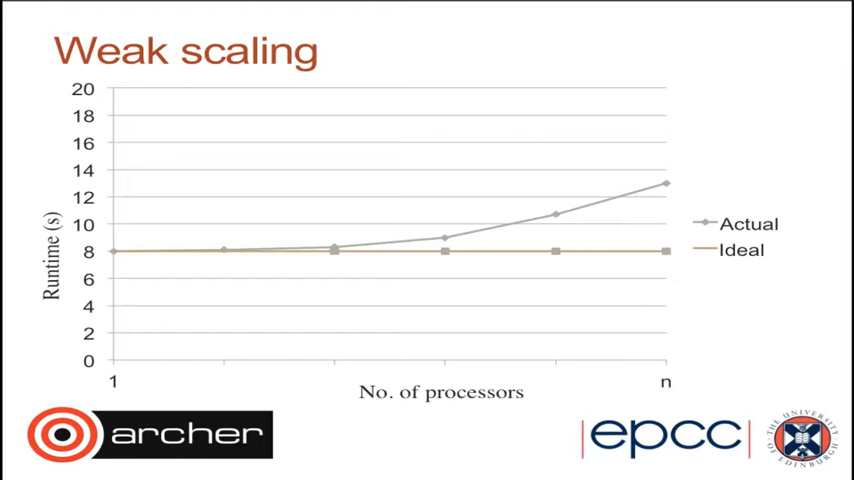 Weak scaling
20
18
16
14
12
10
8
6
4
2
0
Runtime (s)
1
n
No. of processors
Actual
Ideal
archer
epcc
THE UNIVERSITY OF EDINBURGH